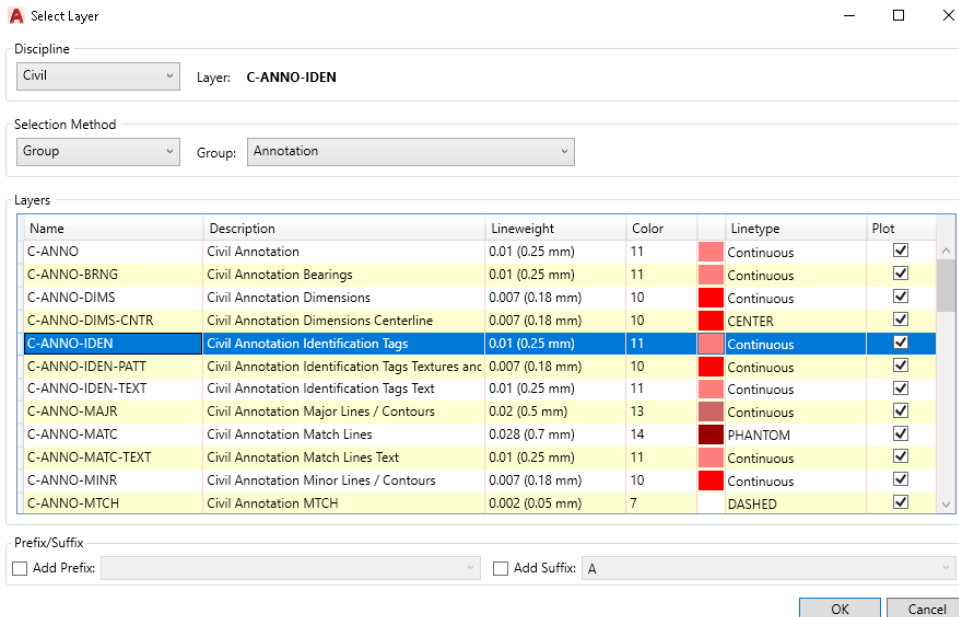 Select Layer
Discipline
Civil Layer: C-ANNO-IDEN
Selection Method
Group Group: Annotation
Layers
Name Description Lineweight Color Linetype Plot
C-ANNO Civil Annotation 0.01 (0.25 mm) 11 Continuous
C-ANNO-BRNG Civil Annotation Bearings 0.01 (0.25 mm) 11 Continuous
C-ANNO-DIMS Civil Annotation Dimensions 0.007 (0.18 mm) 10 Continuous
C-ANNO-DIMS-CNTR Civil Annotation Dimensions Centerline 0.007 (0.18 mm) 10 CENTER
C-ANNO-IDEN Civil Annotation Identification Tags 0.01 (0.25 mm) 11 Continuous
C-ANNO-IDEN-PATT Civil Annotation Identification Tags Textures anc 0.007 (0.18 mm) 10 Continuous
C-ANNO-IDEN-TEXT Civil Annotation Identification Tags Text 0.01 (0.25 mm) 11 Continuous
C-ANNO-MAJR Civil Annotation Major Lines / Contours 0.02 (0.5 mm) 13 Continuous
C-ANNO-MATC Civil Annotation Match Lines 0.028 (0.7 mm) 14 PHANTOM
C-ANNO-MATC-TEXT Civil Annotation Match Lines Text 0.01 (0.25 mm) 11 Continuous
C-ANNO-MINR Civil Annotation Minor Lines / Contours 0.007 (0.18 mm) 10 Continuous
C-ANNO-MTCH Civil Annotation MTCH 0.002 (0.05 mm) 7 DASHED
Prefix/Suffix
Add Prefix: Add Suffix: A
OK Cancel